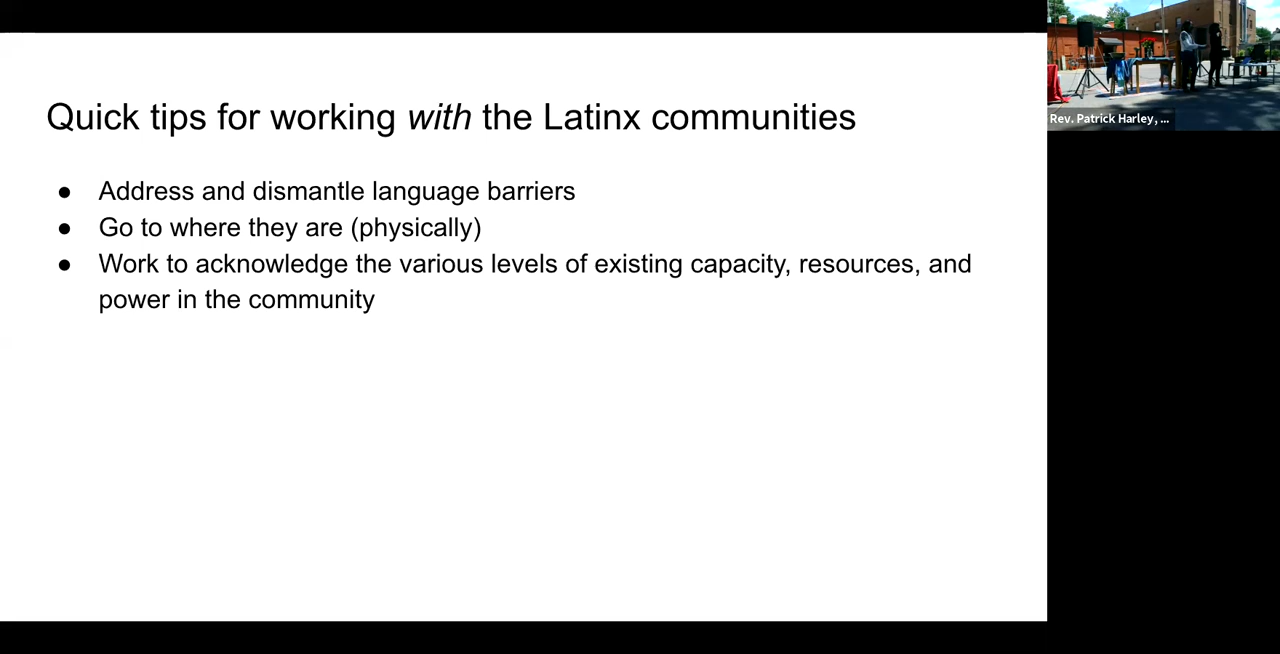 Quick tips for working with the Latinx communities
● Address and dismantle language barriers
● Go to where they are (physically)
● Work to acknowledge the various levels of existing capacity, resources, and
power in the community
Rev. Patrick Harley, ...